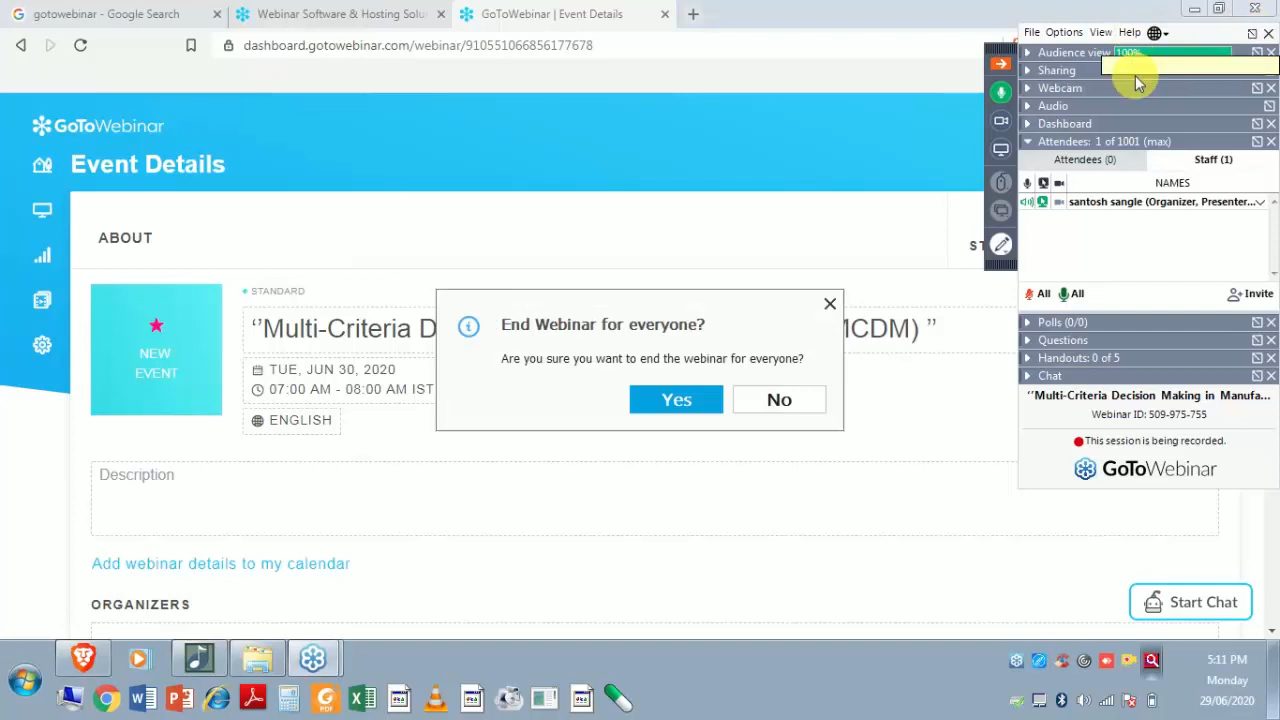 gotowebinar - Google Search
Webinar Software & Hosting Solu
GoToWebinar | Event Details
dashboard.gotowebinar.com/webinar/910551066856177678
File Options View Help
Audience view 100%
Sharing
Webcam
Audio
Dashboard
Attendees: 1 of 1001 (max)
Attendees (0) Staff (1)
NAMES
santosh sangle (Organizer, Presenter...
All All Invite
Polls (0/0)
Questions
Handouts: 0 of 5
Chat
‘’Multi-Criteria Decision Making in Manufa...
Webinar ID: 509-975-755
This session is being recorded.
GoToWebinar
GoToWebinar
Event Details
ABOUT
ST
NEW
EVENT
STANDARD
‘’Multi-Criteria D
MCDM) ’’
TUE, JUN 30, 2020
07:00 AM - 08:00 AM IST
ENGLISH
End Webinar for everyone?
Are you sure you want to end the webinar for everyone?
Yes No
Description
Add webinar details to my calendar
ORGANIZERS
Start Chat
5:11 PM
Monday
29/06/2020